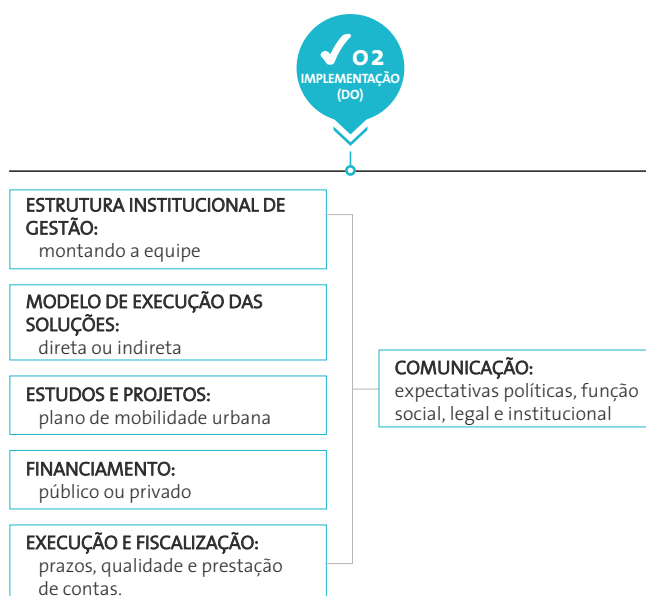 02
IMPLEMENTAÇÃO
(DO)
ESTRUTURA INSTITUCIONAL DE
GESTÃO:
montando a equipe
MODELO DE EXECUÇÃO DAS
SOLUÇÕES:
direta ou indireta
ESTUDOS E PROJETOS:
plano de mobilidade urbana
FINANCIAMENTO:
público ou privado
EXECUÇÃO E FISCALIZAÇÃO:
prazos, qualidade e prestação
de contas.
COMUNICAÇÃO:
expectativas políticas, função
social, legal e institucional